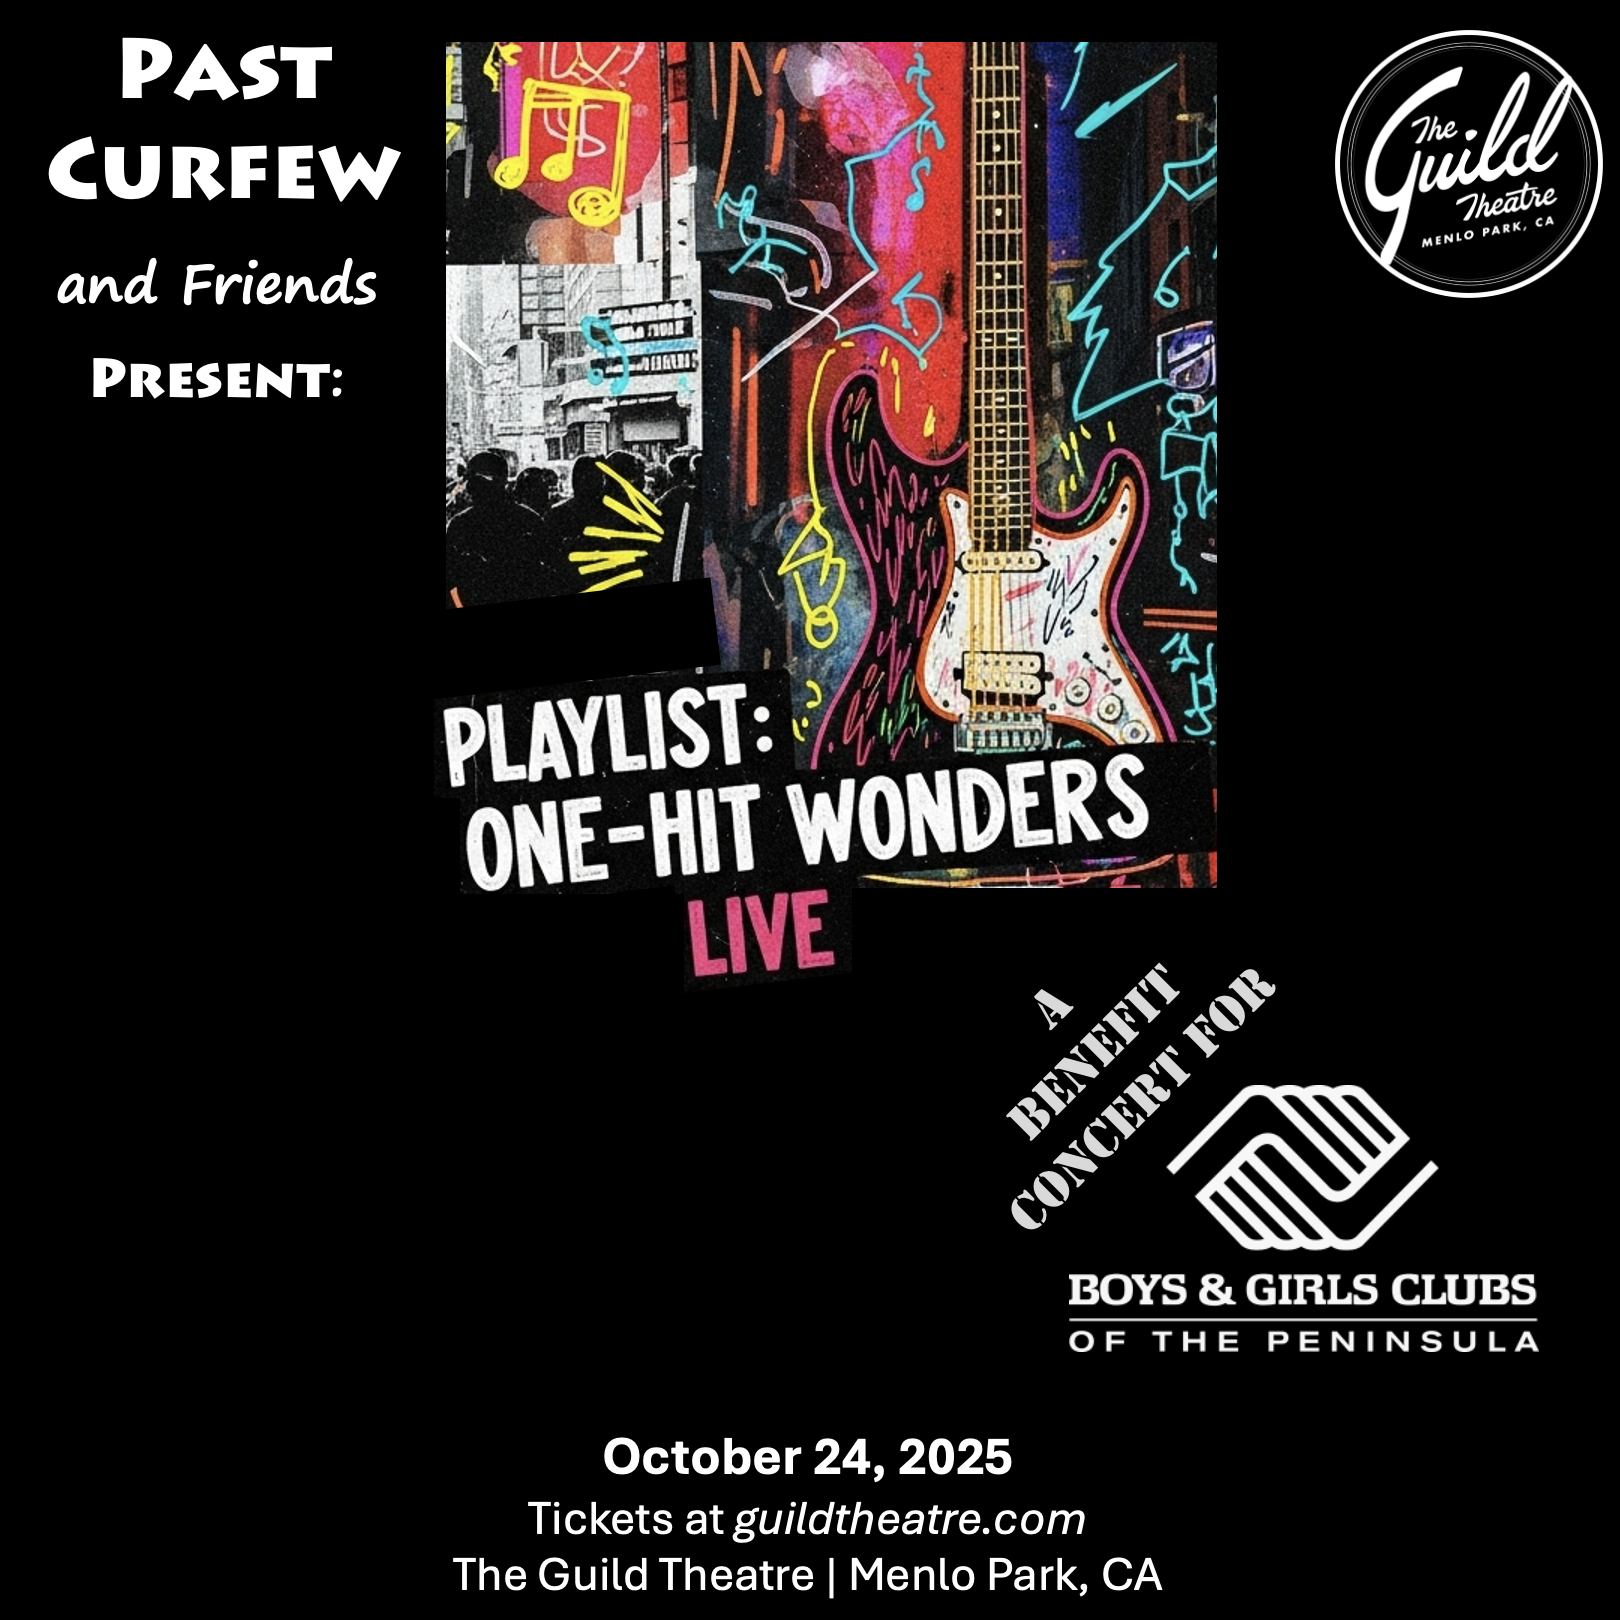 PAST
CURFEW
and Friends
PRESENT:
The
Guild
Theatre
MENLO PARK, CA
PLAYLIST:
ONE-HIT WONDERS
LIVE
A
BENEFIT
CONCERT FOR
BOYS & GIRLS CLUBS
OF THE PENINSULA
October 24, 2025
Tickets at guildtheatre.com
The Guild Theatre | Menlo Park, CA